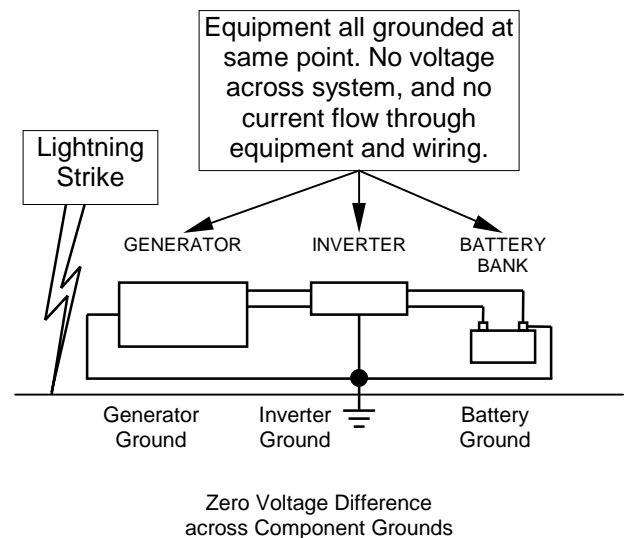 Equipment all grounded at
same point. No voltage
across system, and no
current flow through
equipment and wiring.
Lightning
Strike
GENERATOR
INVERTER
BATTERY
BANK
Generator
Ground
Inverter
Ground
Battery
Ground
Zero Voltage Difference
across Component Grounds